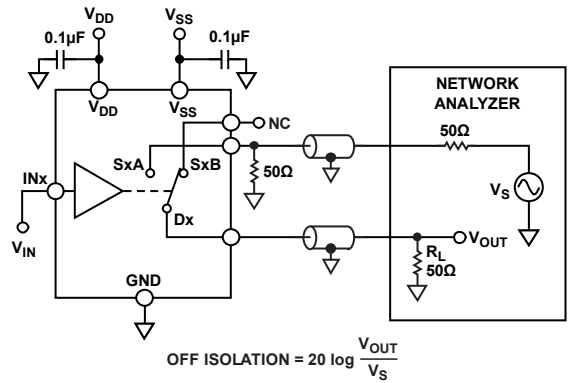 VDD
VSS
0.1µF
0.1µF
VDD
VSS
NC
NETWORK
ANALYZER
50Ω
SxA
SxB
50Ω
INx
VS
Dx
VIN
VOUT
RL
50Ω
GND
OFF ISOLATION = 20 log VOUT
VS